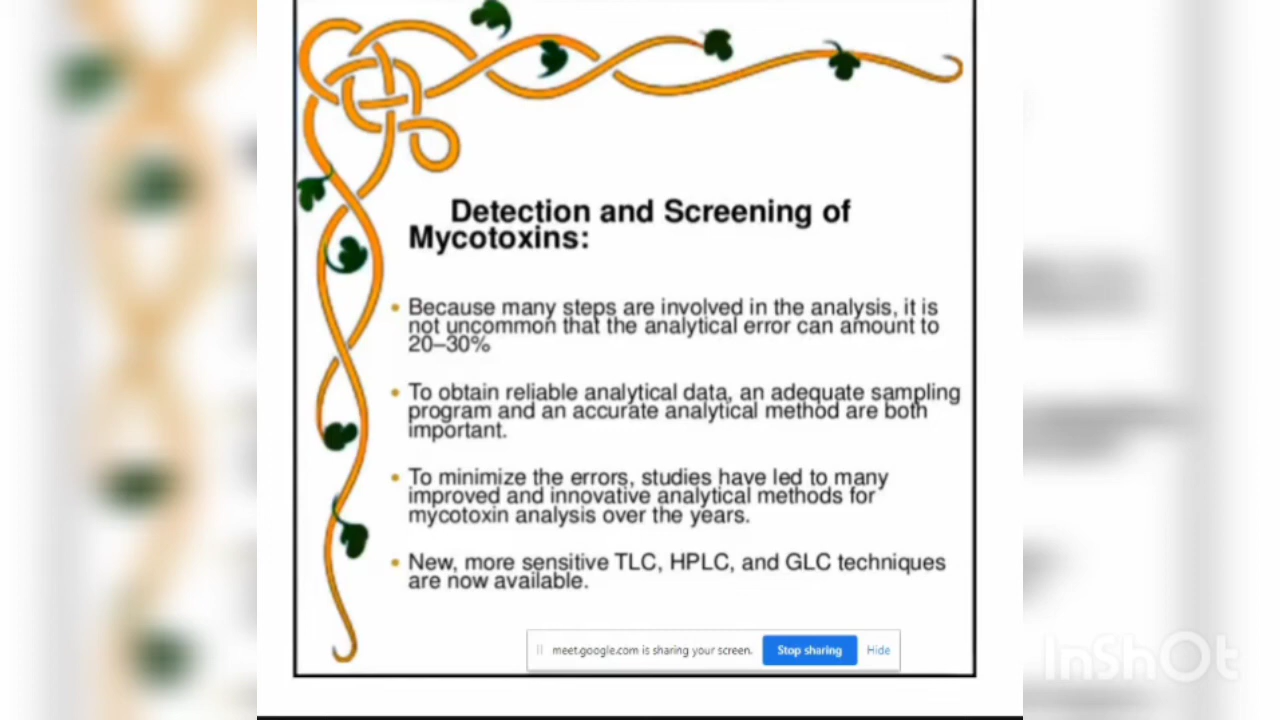 Detection and Screening of
Mycotoxins:
• Because many steps are involved in the analysis, it is
not uncommon that the analytical error can amount to
20–30%
• To obtain reliable analytical data, an adequate sampling
program and an accurate analytical method are both
important.
• To minimize the errors, studies have led to many
improved and innovative analytical methods for
mycotoxin analysis over the years.
• New, more sensitive TLC, HPLC, and GLC techniques
are now available.
meet.google.com is sharing your screen. Stop sharing Hide
InShOt